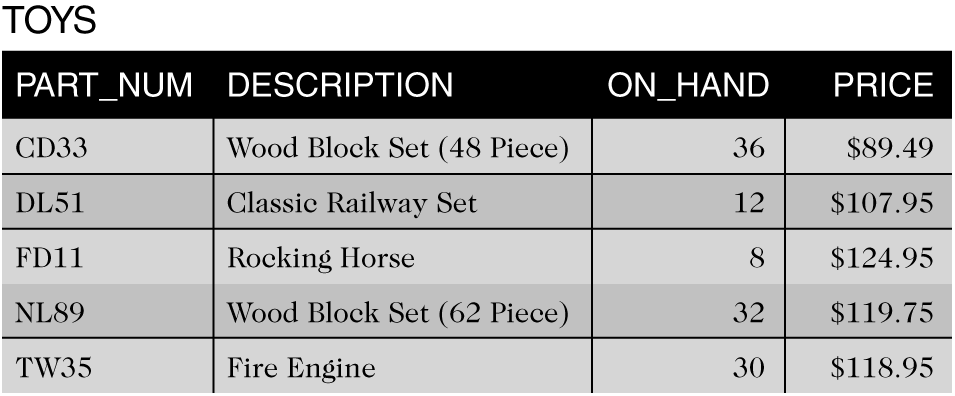 TOYS
PART_NUM DESCRIPTION ON_HAND PRICE
CD33 Wood Block Set (48 Piece) 36 $89.49
DL51 Classic Railway Set 12 $107.95
FD11 Rocking Horse 8 $124.95
NL89 Wood Block Set (62 Piece) 32 $119.75
TW35 Fire Engine 30 $118.95